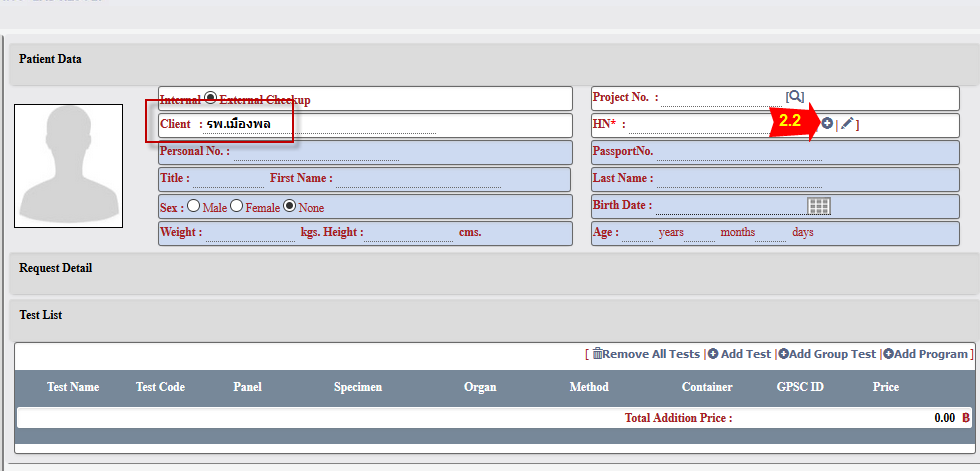 Patient Data
Internal External Checkup
Project No. : [ ]
Client : รพ.เมืองพล
HN* : 2.2 | ]
Personal No. :
PassportNo.
Title : First Name :
Last Name :
Sex : Male Female None
Birth Date :
Weight : kgs. Height : cms.
Age : years months days
Request Detail
Test List
[ Remove All Tests | Add Test | Add Group Test | Add Program ]
Test Name Test Code Panel Specimen Organ Method Container GPSC ID Price
Total Addition Price : 0.00 B